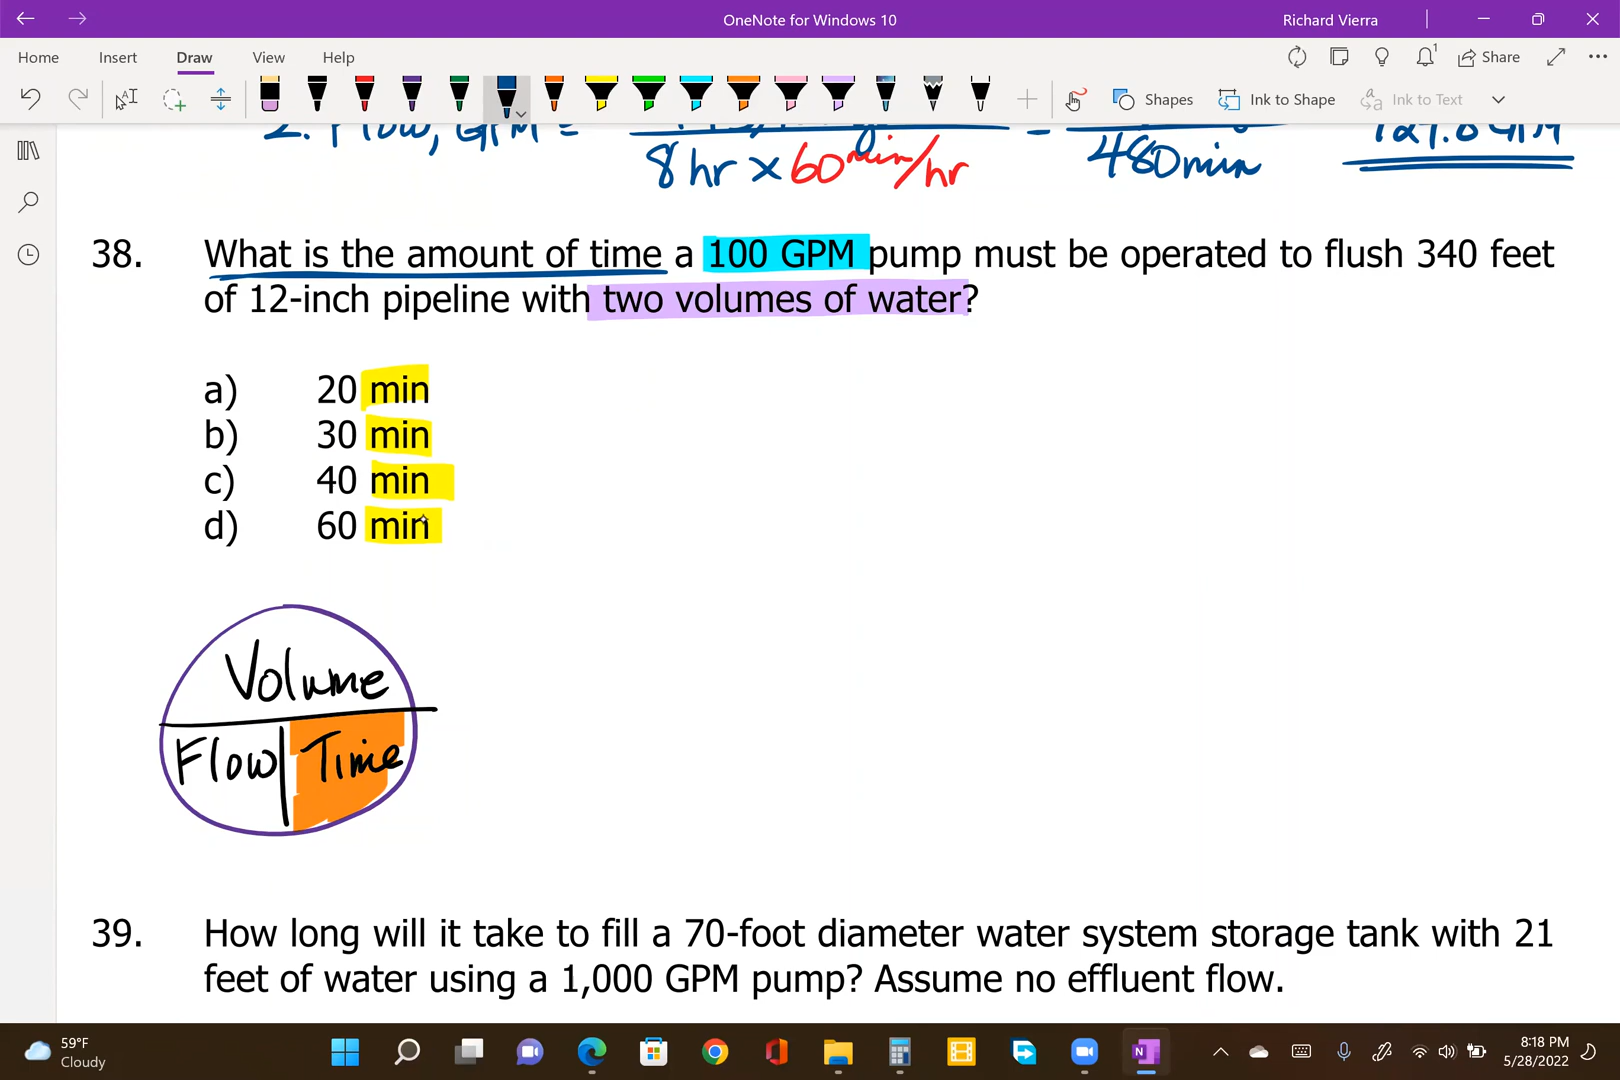 OneNote for Windows 10
Richard Vierra
Home Insert Draw View Help
Share
Shapes
Ink to Shape
Ink to Text
2. Flow, GPM =
=
8 hr x 60 min/hr
480 min
38. What is the amount of time a 100 GPM pump must be operated to flush 340 feet
of 12-inch pipeline with two volumes of water?
a) 20 min
b) 30 min
c) 40 min
d) 60 min
Volume
Flow Time
39. How long will it take to fill a 70-foot diameter water system storage tank with 21
feet of water using a 1,000 GPM pump? Assume no effluent flow.
59°F
Cloudy
8:18 PM
5/28/2022